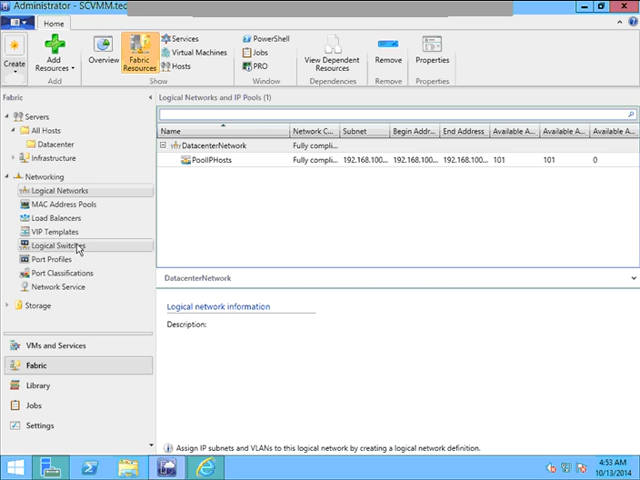 Administrator - SCVMM.tec
Home
Create
Add Resources
Add
Overview
Fabric Resources
Services
Virtual Machines
Hosts
Show
PowerShell
Jobs
PRO
Window
View Dependent Resources
Dependencies
Remove
Remove
Properties
Properties
Fabric
Servers
All Hosts
Datacenter
Infrastructure
Networking
Logical Networks
MAC Address Pools
Load Balancers
VIP Templates
Logical Switches
Port Profiles
Port Classifications
Network Service
Storage
VMs and Services
Fabric
Library
Jobs
Settings
Logical Networks and IP Pools (1)
Name Network C... Subnet Begin Addr... End Address Available A... Available A... Available A...
DatacenterNetwork Fully compli...
PoolIPHosts Fully compli... 192.168.100... 192.168.100... 192.168.100... 101 101 0
DatacenterNetwork
Logical network information
Description:
Assign IP subnets and VLANs to this logical network by creating a logical network definition.
4:53 AM
10/13/2014